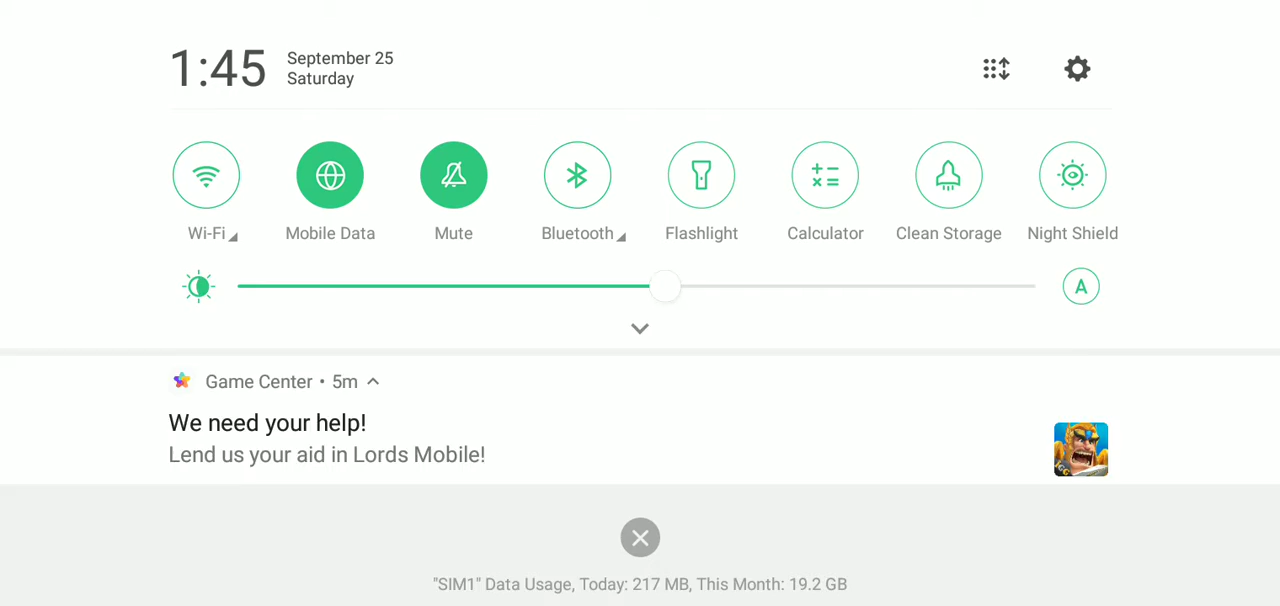 1:45
September 25
Saturday
Wi-Fi
Mobile Data
Mute
Bluetooth
Flashlight
Calculator
Clean Storage
Night Shield
A
Game Center • 5m
We need your help!
Lend us your aid in Lords Mobile!
IGG
"SIM1" Data Usage, Today: 217 MB, This Month: 19.2 GB